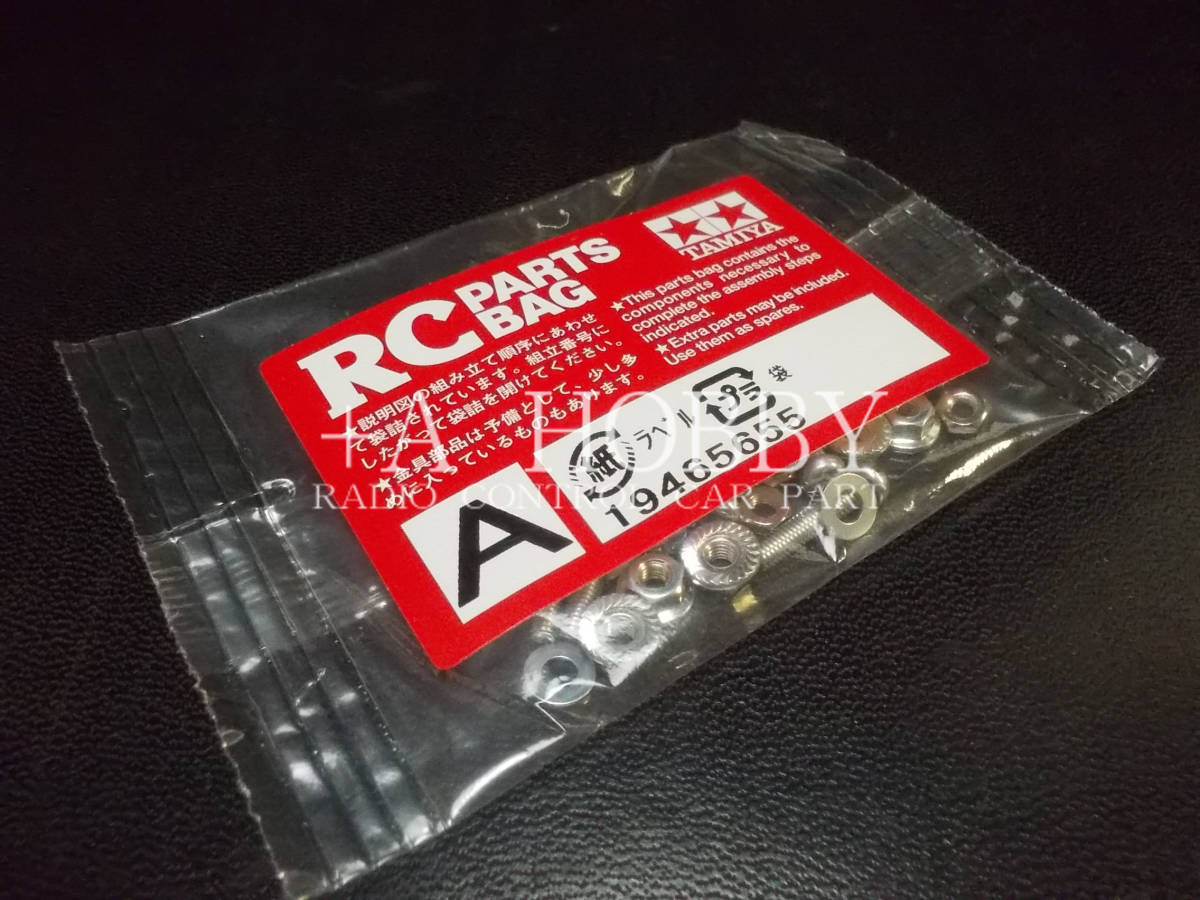 RC PARTS
BAG
TAMIYA
★説明図の組み立て順序にあわせ
て袋詰されています。組立番号に
したがって袋詰を開けてください。
★金具部品は予備として、少し多
めに入っているものもあります。
★This parts bag contains the
components necessary to
complete the assembly steps
indicated.
★Extra parts may be included.
Use them as spares.
A
紙 ラベル プラ 袋
19465655
+A HOBBY
RADIO CONTROL CAR PART